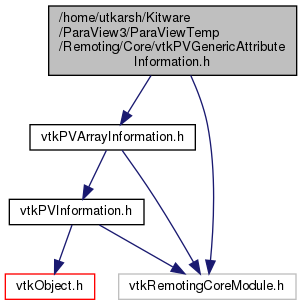 /home/utkarsh/Kitware
/ParaView3/ParaViewTemp
/Remoting/Core/vtkPVGenericAttribute
Information.h
vtkPVArrayInformation.h
vtkPVInformation.h
vtkObject.h
vtkRemotingCoreModule.h